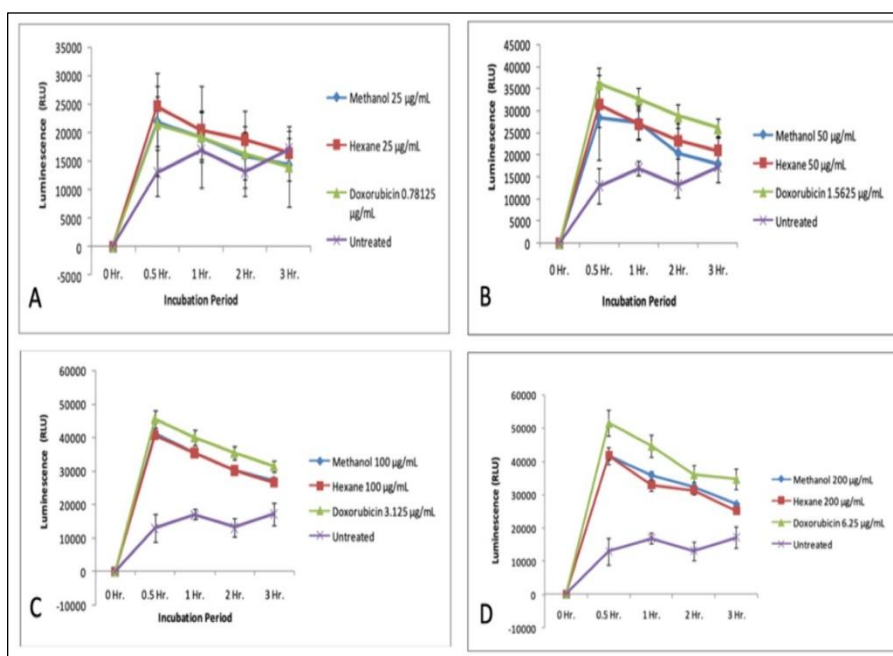 35000
30000
25000
20000
15000
10000
5000
0
-5000
Luminescence (RLU)
0 Hr. 0.5 Hr. 1 Hr. 2 Hr. 3 Hr.
Incubation Period
Methanol 25 µg/mL
Hexane 25 µg/mL
Doxorubicin 0.78125
µg/mL
Untreated
A
45000
40000
35000
30000
25000
20000
15000
10000
5000
0
Luminescence (RLU)
0 Hr. 0.5 Hr. 1 Hr. 2 Hr. 3 Hr.
Incubation Period
Methanol 50 µg/mL
Hexane 50 µg/mL
Doxorubicin 1.5625 µg/mL
Untreated
B
60000
50000
40000
30000
20000
10000
0
-10000
Luminescence (RLU)
0 Hr. 0.5 Hr. 1 Hr. 2 Hr. 3 Hr.
Incubation Period
Methanol 100 µg/mL
Hexane 100 µg/mL
Doxorubicin 3.125 µg/mL
Untreated
C
60000
50000
40000
30000
20000
10000
0
-10000
Luminescence (RLU)
0 Hr. 0.5 Hr. 1 Hr. 2 Hr. 3 Hr.
Methanol 200 µg/mL
Hexane 200 µg/mL
Doxorubicin 6.25 µg/mL
Untreated
D